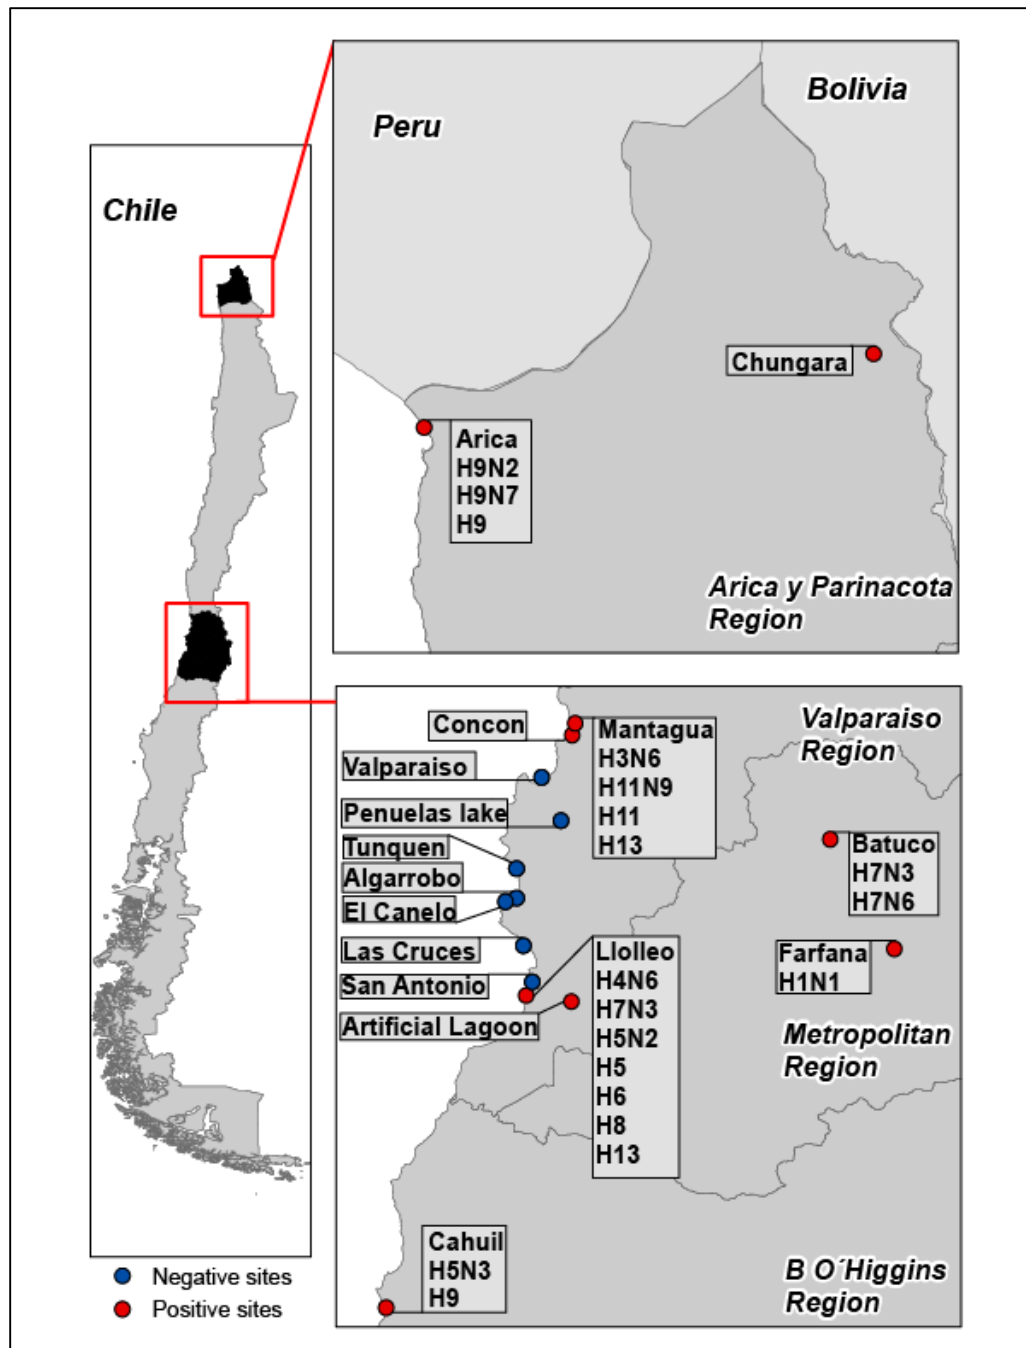 Chile
Peru
Bolivia
Chungara
Arica
H9N2
H9N7
H9
Arica y Parinacota
Region
Concon
Valparaiso
Penuelas lake
Tunquen
Algarrobo
El Canelo
Las Cruces
San Antonio
Artificial Lagoon
Mantagua
H3N6
H11N9
H11
H13
Valparaiso
Region
Batuco
H7N3
H7N6
Farfana
H1N1
Llolleo
H4N6
H7N3
H5N2
H5
H6
H8
H13
Metropolitan
Region
Cahuil
H5N3
H9
B O´Higgins
Region
Negative sites
Positive sites